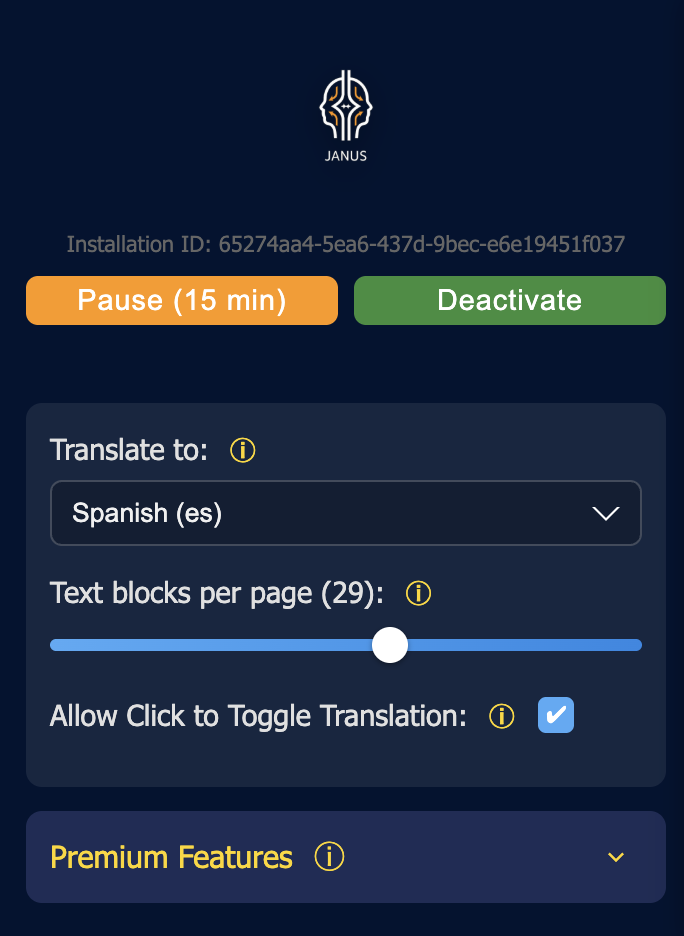 JANUS
Installation ID: 65274aa4-5ea6-437d-9bec-e6e19451f037
Pause (15 min)
Deactivate
Translate to: ⓘ
Spanish (es)
Text blocks per page (29): ⓘ
Allow Click to Toggle Translation: ⓘ ✔
Premium Features ⓘ